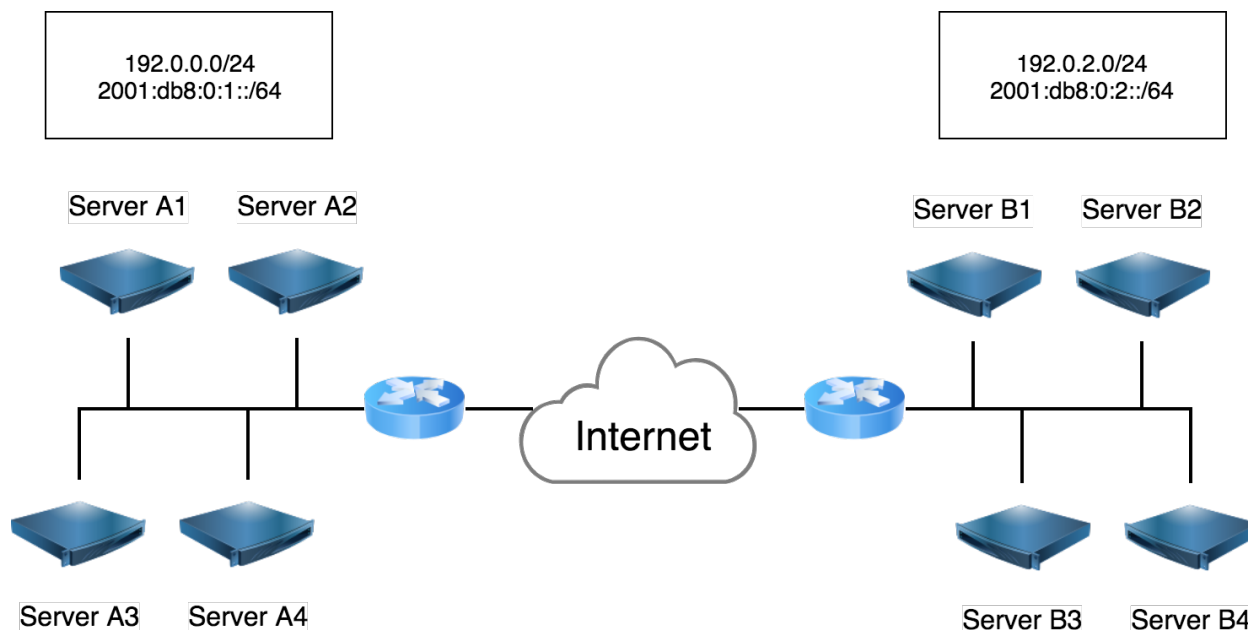 192.0.0.0/24
2001:db8:0:1::/64
192.0.2.0/24
2001:db8:0:2::/64
Server A1
Server A2
Server B1
Server B2
Internet
Server A3
Server A4
Server B3
Server B4